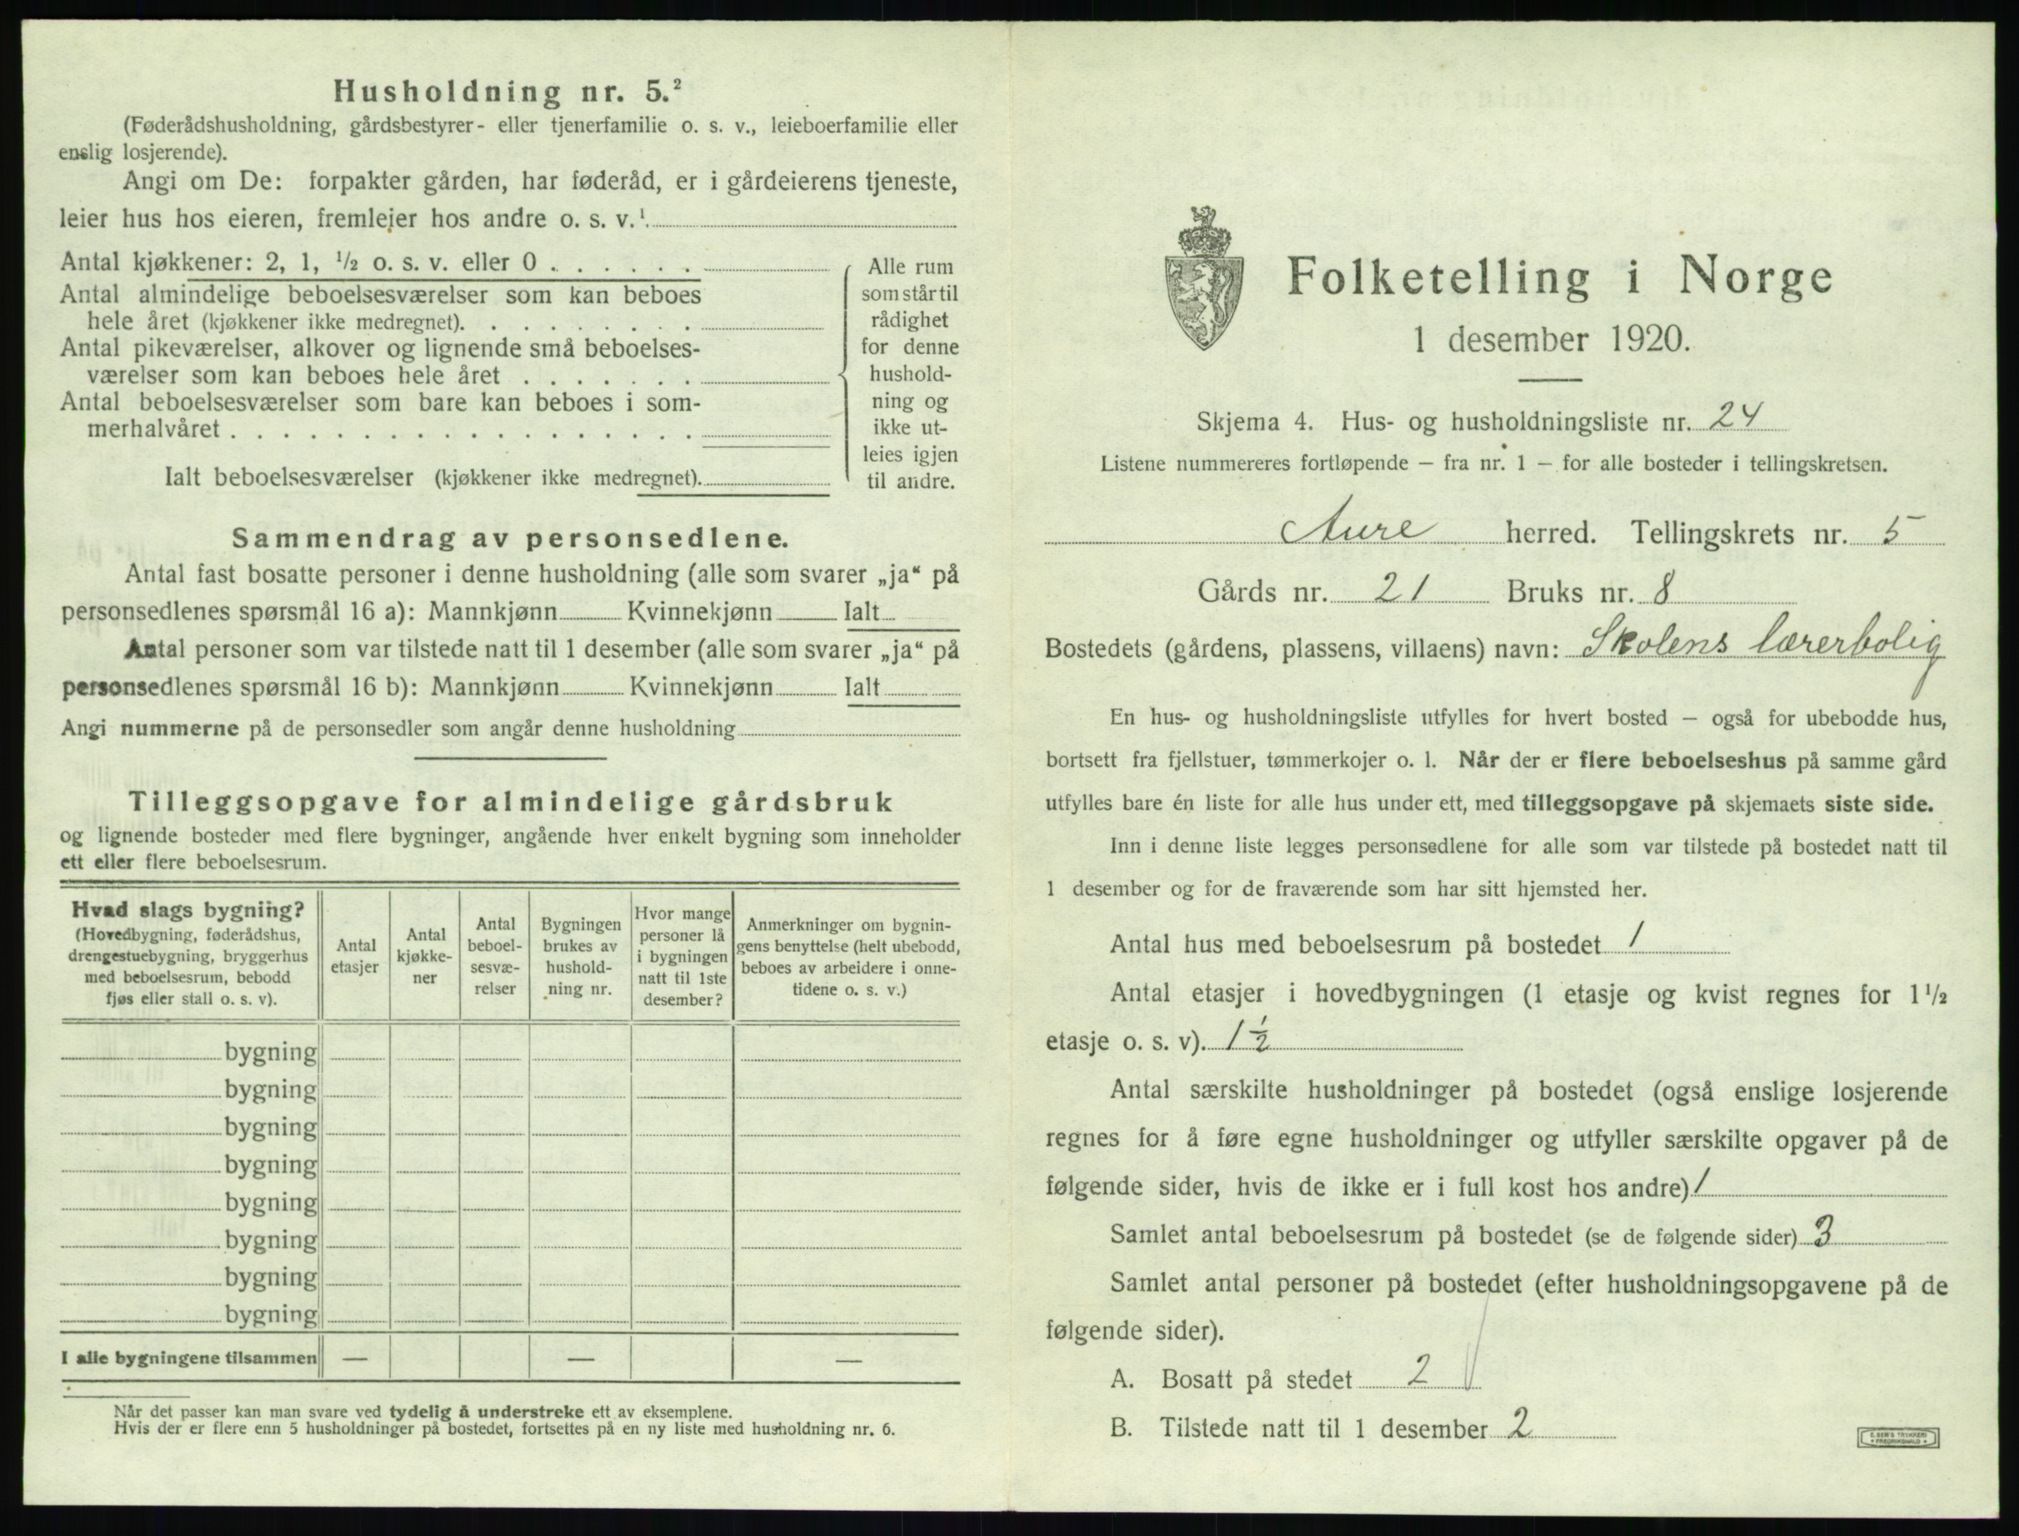 Husholdning nr. 5.²
(Føderådshusholdning, gårdsbestyrer- eller tjenerfamilie o. s. v., leieboerfamilie eller
enslig losjerende).
Angi om De: forpakter gården, har føderåd, er i gårdeierens tjeneste,
leier hus hos eieren, fremleier hos andre o. s. v.¹
Antal kjøkkener: 2, 1, ½ o. s. v. eller 0 . . . . . .
Antal almindelige beboelsesværelser som kan beboes
hele året (kjøkkener ikke medregnet). . . . . . . . .
Antal pikeværelser, alkover og lignende små beboelses-
værelser som kan beboes hele året . . . . . . .
Antal beboelsesværelser som bare kan beboes i som-
merhalvåret . . . . . . . . . . . . . . . . . .
Ialt beboelsesværelser (kjøkkener ikke medregnet).
Alle rum
som står til
rådighet
for denne
hushold-
ning og
ikke ut-
leies igjen
til andre.
Sammendrag av personsedlene.
Antal fast bosatte personer i denne husholdning (alle som svarer „ja“ på
personsedlenes spørsmål 16 a): Mannkjønn Kvinnekjønn Ialt
Antal personer som var tilstede natt til 1 desember (alle som svarer „ja“ på
personsedlenes spørsmål 16 b): Mannkjønn Kvinnekjønn Ialt
Angi nummerne på de personsedler som angår denne husholdning
Tilleggsopgave for almindelige gårdsbruk
og lignende bosteder med flere bygninger, angående hver enkelt bygning som inneholder
ett eller flere beboelsesrum.
Hvad slags bygning?
(Hovedbygning, føderådshus,
drengestuebygning, bryggerhus
med beboelsesrum, bebodd
fjøs eller stall o. s. v).
Antal
etasjer
Antal
kjøkke-
ner
Antal
beboel-
sesvæ-
relser
Bygningen
brukes av
hushold-
ning nr.
Hvor mange
personer lå
i bygningen
natt til 1ste
desember?
Anmerkninger om bygnin-
gens benyttelse (helt ubebodd,
beboes av arbeidere i onne-
tidene o. s. v.)
bygning
bygning
bygning
bygning
bygning
bygning
bygning
bygning
I alle bygningene tilsammen — — —
Når det passer kan man svare ved tydelig å understreke ett av eksemplene.
Hvis der er flere enn 5 husholdninger på bostedet, fortsettes på en ny liste med husholdning nr. 6.
Folketelling i Norge
1 desember 1920.
Skjema 4. Hus- og husholdningsliste nr. 24
Listene nummereres fortløpende — fra nr. 1 — for alle bosteder i tellingskretsen.
Aure herred. Tellingskrets nr. 5
Gårds nr. 21 Bruks nr. 8
Bostedets (gårdens, plassens, villaens) navn: Skolens lærerbolig
En hus- og husholdningsliste utfylles for hvert bosted — også for ubebodde hus,
bortsett fra fjellstuer, tømmerkojer o. l. Når der er flere beboelseshus på samme gård
utfylles bare én liste for alle hus under ett, med tilleggsopgave på skjemaets siste side.
Inn i denne liste legges personsedlene for alle som var tilstede på bostedet natt til
1 desember og for de fraværende som har sitt hjemsted her.
Antal hus med beboelsesrum på bostedet 1
Antal etasjer i hovedbygningen (1 etasje og kvist regnes for 1½
etasje o. s. v). 1½
Antal særskilte husholdninger på bostedet (også enslige losjerende
regnes for å føre egne husholdninger og utfyller særskilte opgaver på de
følgende sider, hvis de ikke er i full kost hos andre) 1
Samlet antal beboelsesrum på bostedet (se de følgende sider) 3
Samlet antal personer på bostedet (efter husholdningsopgavene på de
følgende sider).
A. Bosatt på stedet 2
B. Tilstede natt til 1 desember 2